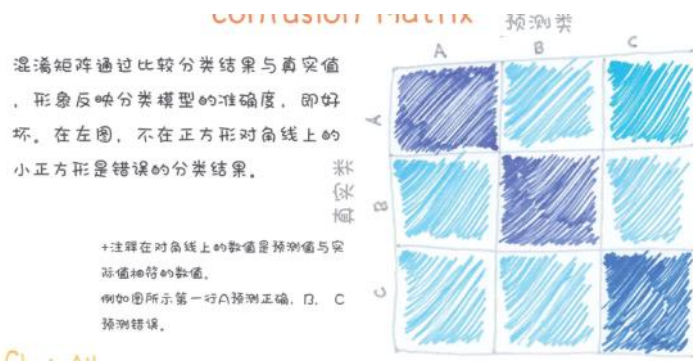 Confusion Matrix
混淆矩阵通过比较分类结果与真实值
，形象反映分类模型的准确度，即好
坏。在左图，不在正方形对角线上的
小正方形是错误的分类结果。
+注释在对角线上的数值是预测值与实
际值相符的数值。
例如图所示第一行A预测正确，B、C
预测错误。
预测类
A B C
真实类
A
B
C